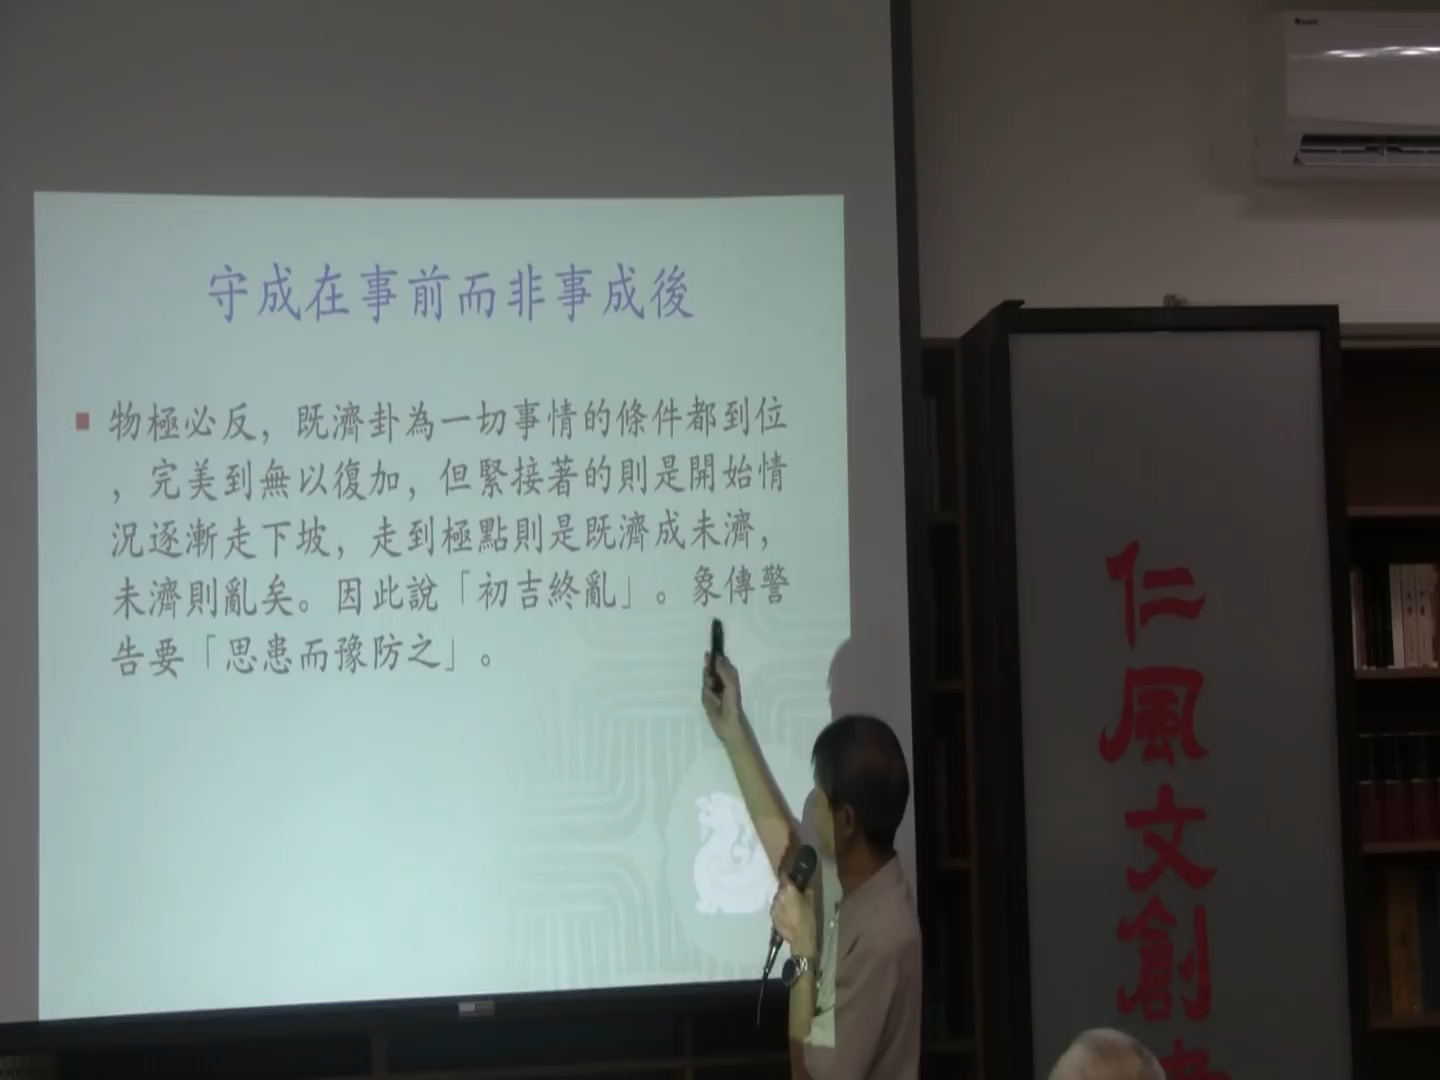 守成在事前而非事成後
物極必反，既濟卦為一切事情的條件都到位
，完美到無以復加，但緊接著的則是開始情
況逐漸走下坡，走到極點則是既濟成未濟，
未濟則亂矣。因此說「初吉終亂」。象傳警
告要「思患而豫防之」。
仁風文創